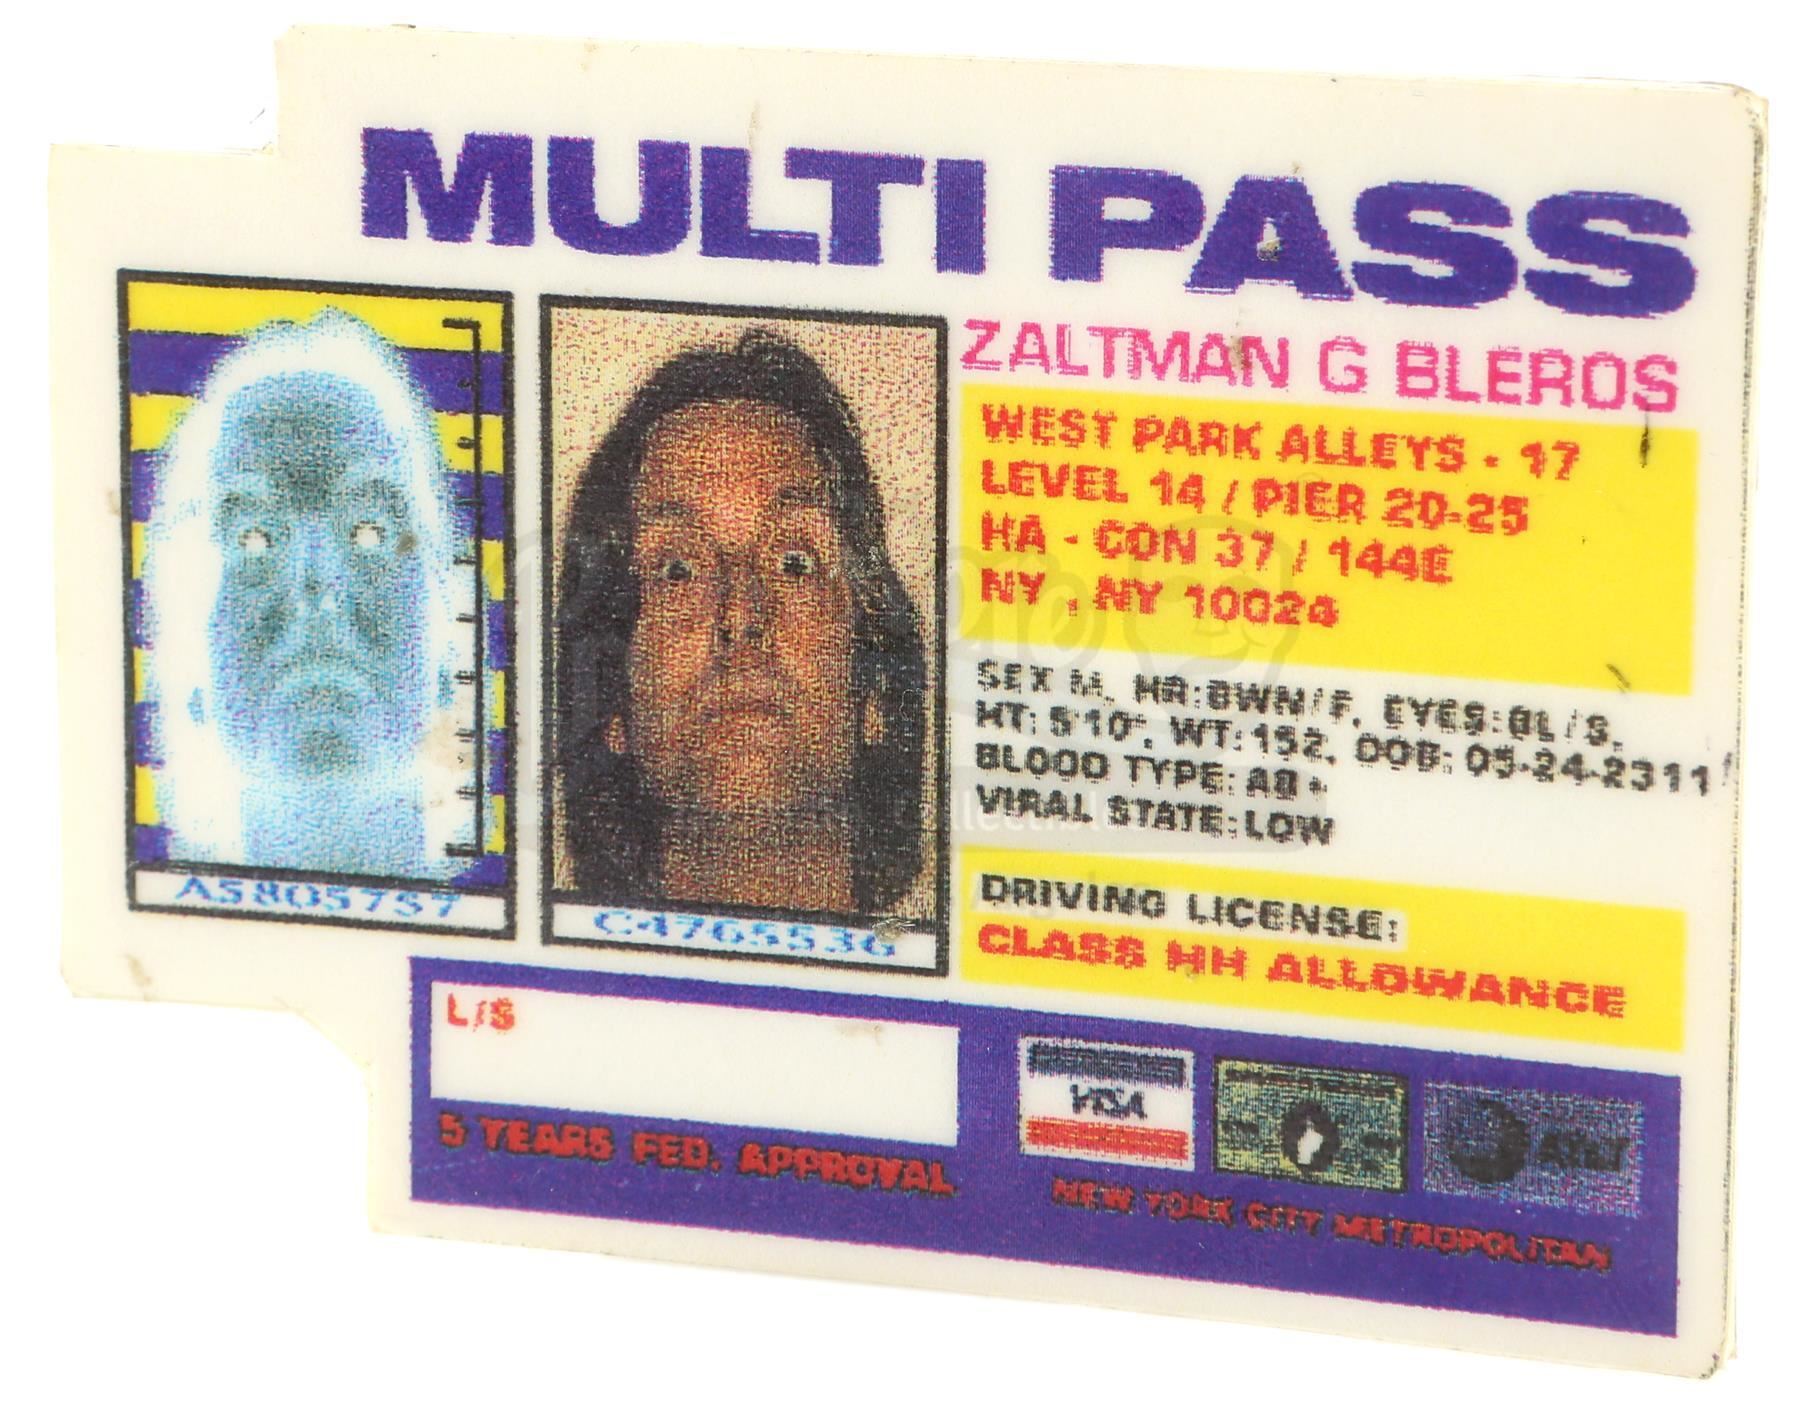 MULTI PASS
ZALTMAN G BLEROS
WEST PARK ALLEYS - 17
LEVEL 14 / PIER 20-25
HA - CON 37 / 144E
NY , NY 10024
SEX M, HR:BWN/F, EYES:BL/S,
HT: 5'10", WT:152, DOB: 05-24-2311
BLOOD TYPE: AB+
VIRAL STATE: LOW
DRIVING LICENSE:
CLASS HH ALLOWANCE
A5805757
C4765536
L/S
5 YEARS FED. APPROVAL
VISA
AT&T
NEW YORK CITY METROPOLITAN